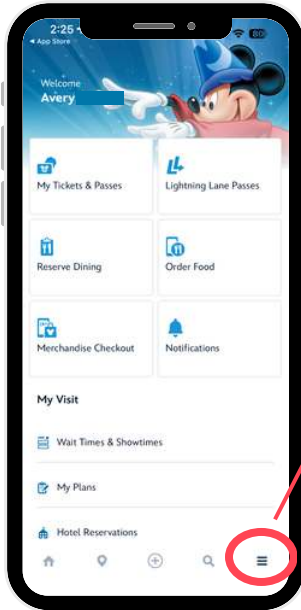 2:25
80
App Store
Welcome
Avery
My Tickets & Passes
Lightning Lane Passes
Reserve Dining
Order Food
Merchandise Checkout
Notifications
My Visit
Wait Times & Showtimes
My Plans
Hotel Reservations